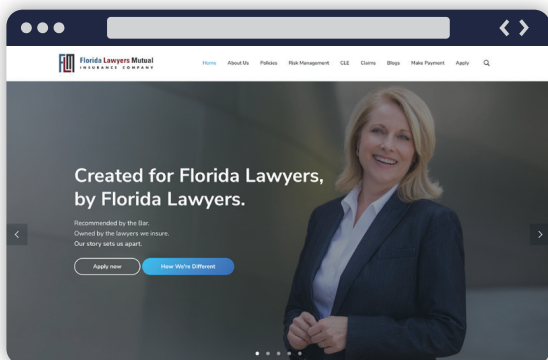 FLM
Florida Lawyers Mutual
INSURANCE COMPANY
Home About Us Policies Risk Management CLE Claims Blogs Make Payment Apply
Created for Florida Lawyers,
by Florida Lawyers.
Recommended by the Bar.
Owned by the lawyers we insure.
Our story sets us apart.
Apply now How We're Different